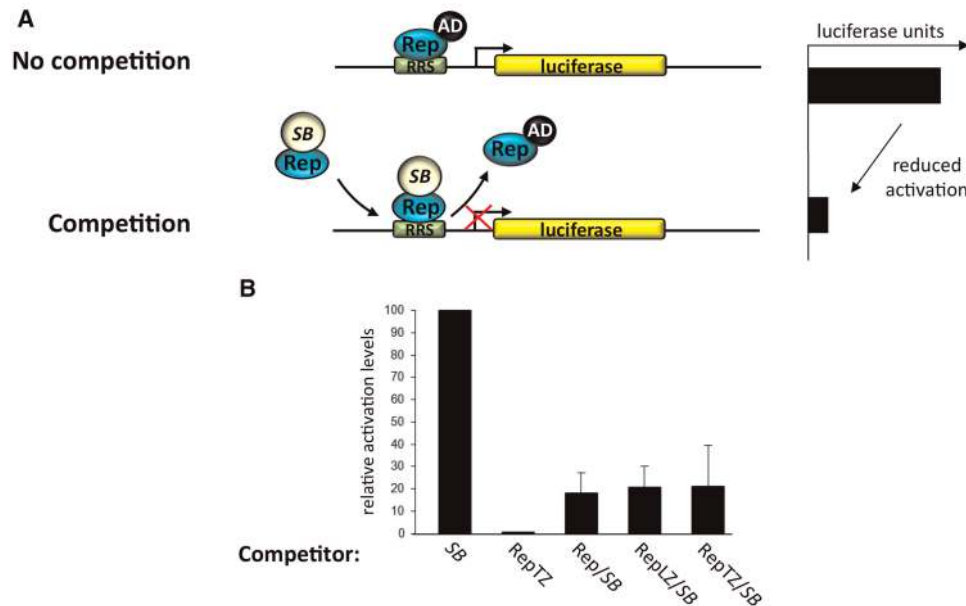 A
No competition
AD
Rep
RRS
luciferase
luciferase units
SB
Rep
AD
Rep
SB
Rep
RRS
luciferase
reduced
activation
Competition
B
relative activation levels
100
90
80
70
60
50
40
30
20
10
0
Competitor:
SB
RepTZ
Rep/SB
RepLZ/SB
RepTZ/SB